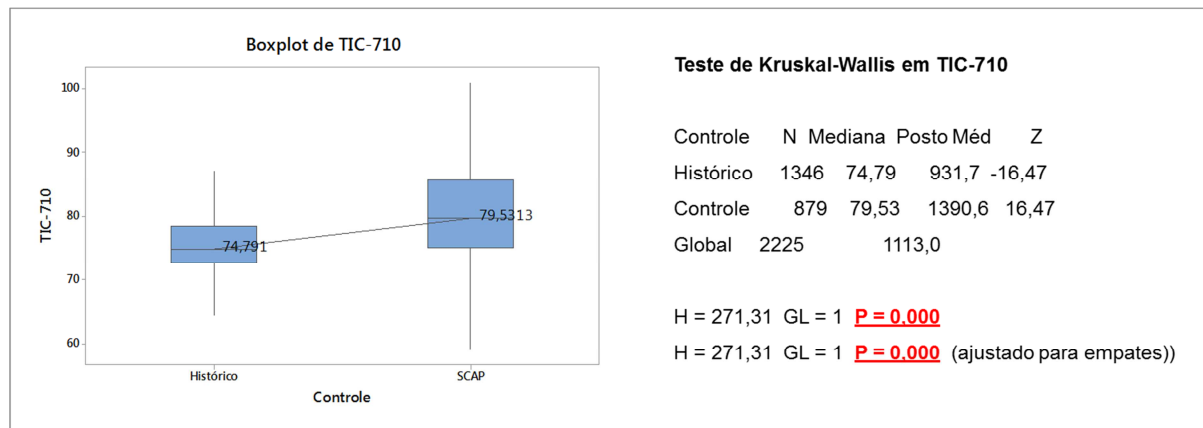 Boxplot de TIC-710
TIC-710
100
90
80
70
60
74,791
79,5313
Histórico
SCAP
Controle
Teste de Kruskal-Wallis em TIC-710
Controle N Mediana Posto Méd Z
Histórico 1346 74,79 931,7 -16,47
Controle 879 79,53 1390,6 16,47
Global 2225 1113,0
H = 271,31 GL = 1 P = 0,000
H = 271,31 GL = 1 P = 0,000 (ajustado para empates))